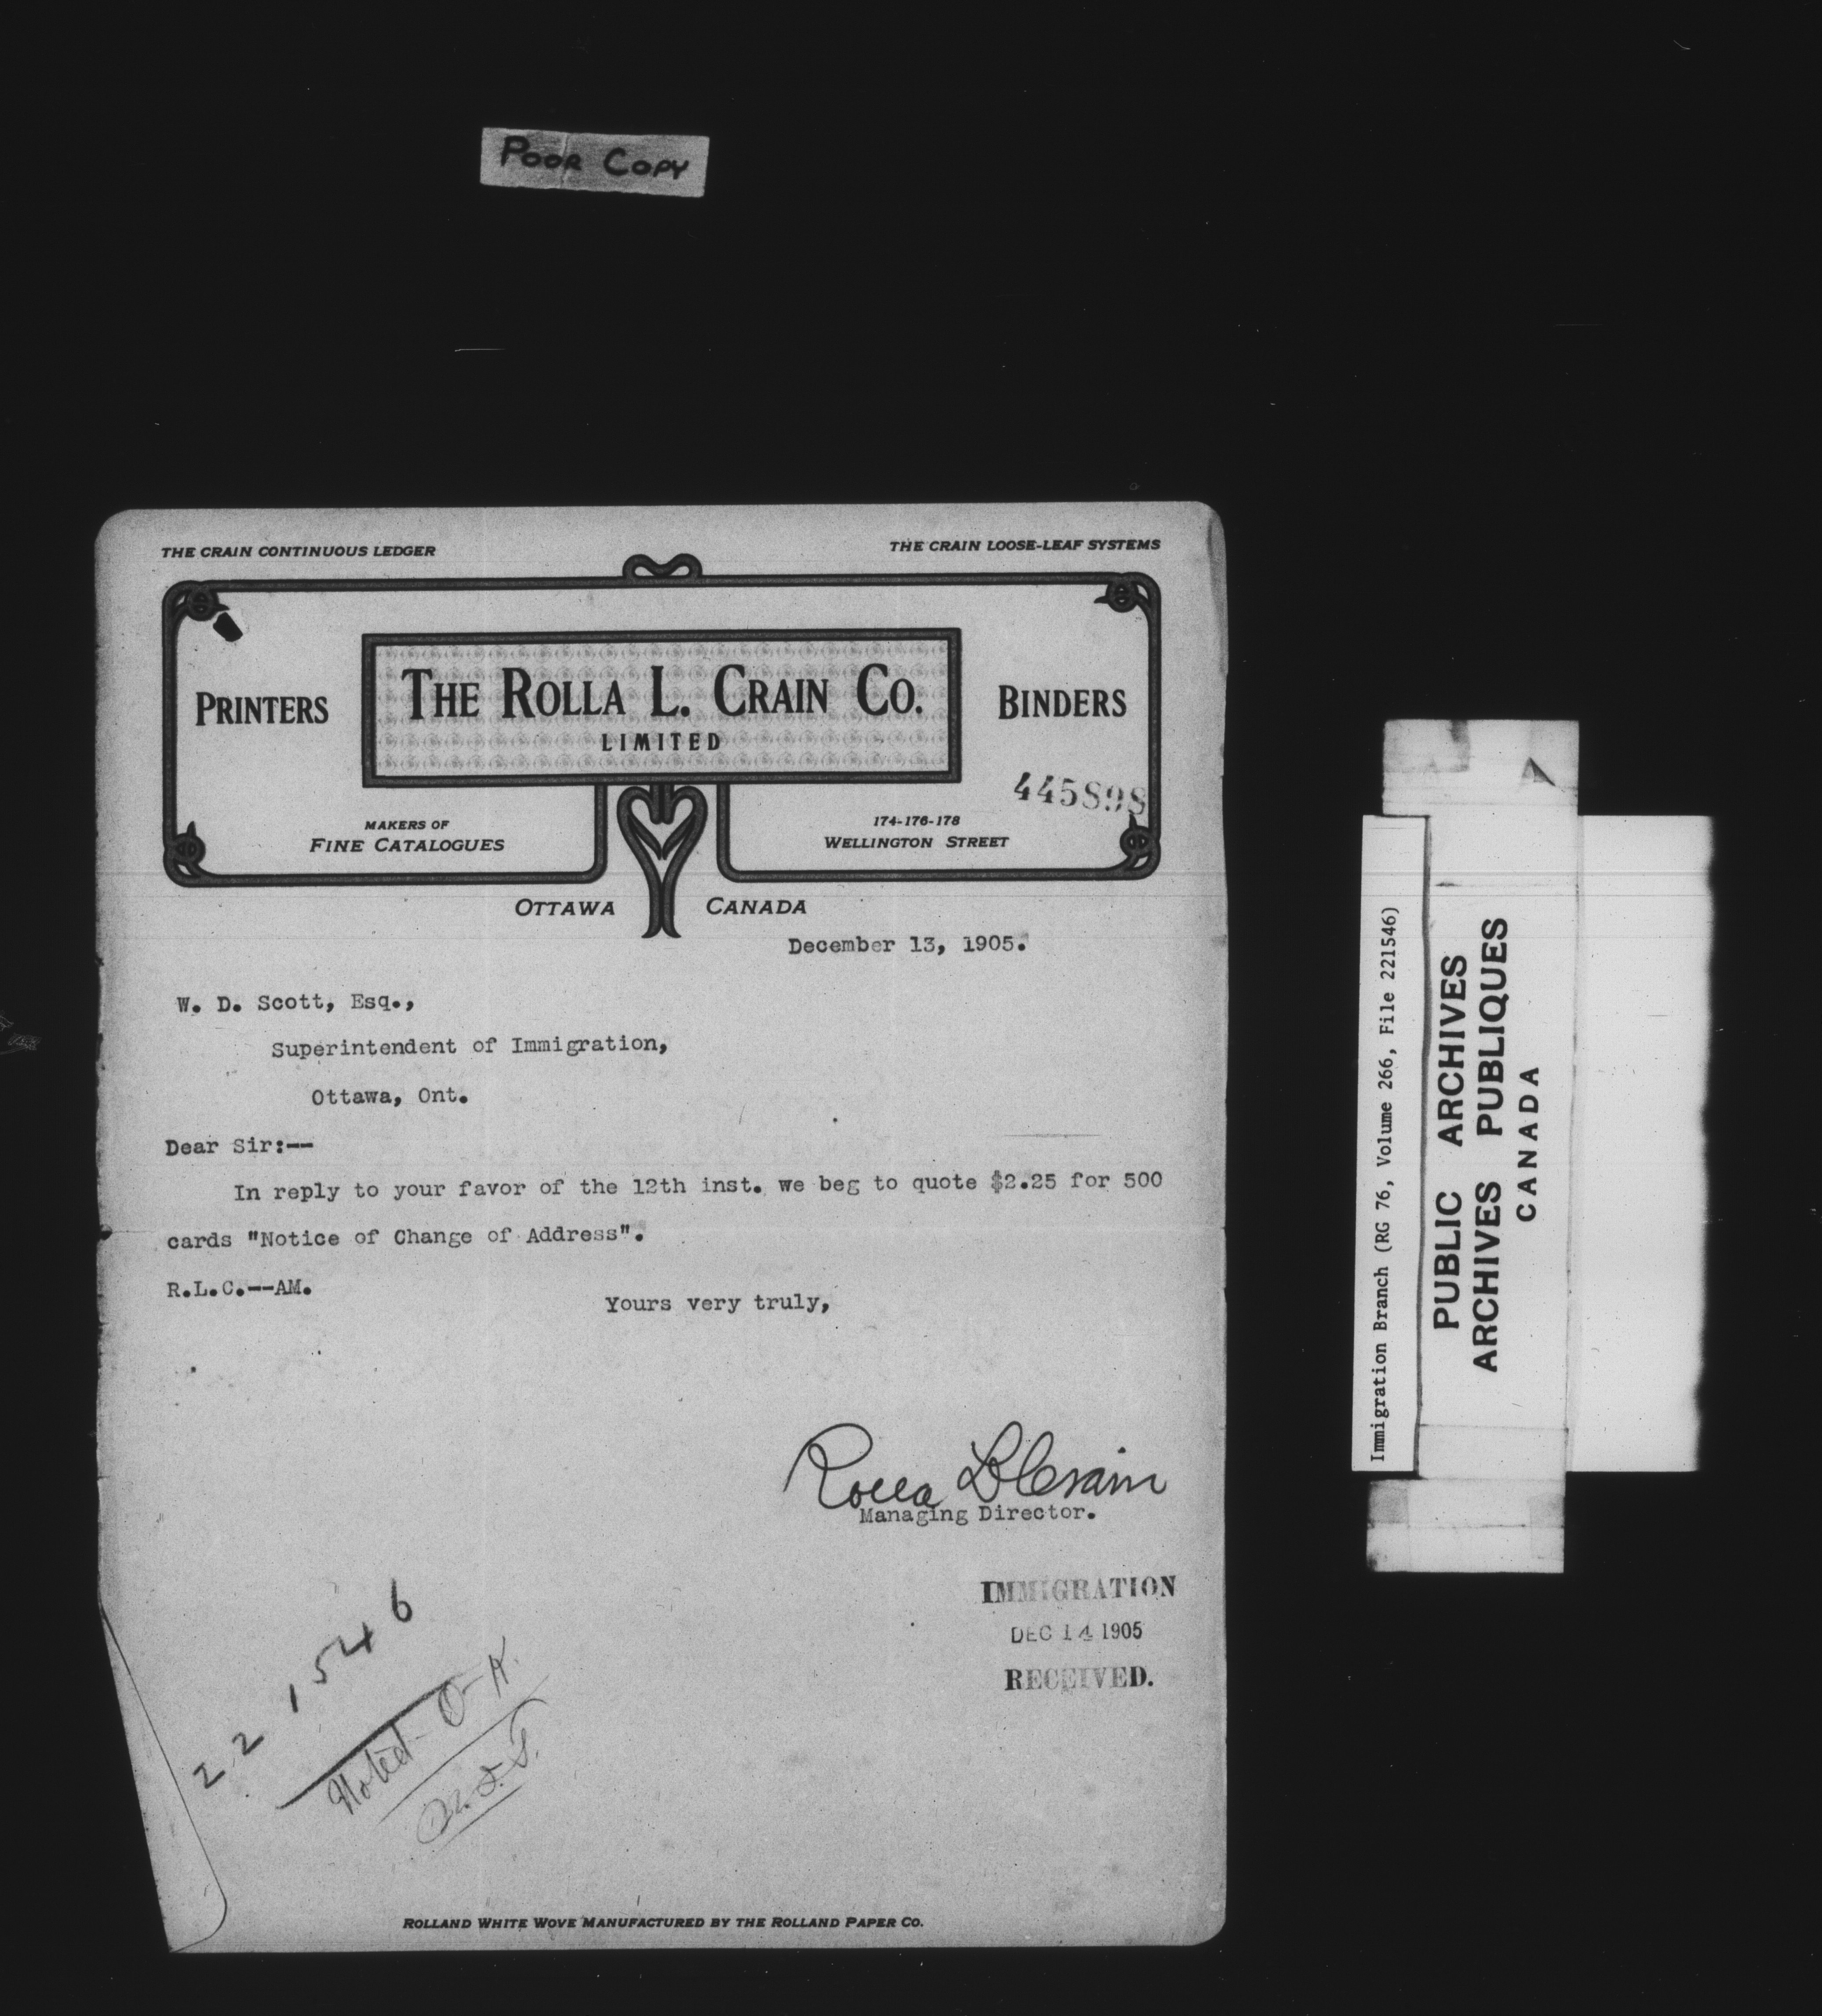 POOR COPY
THE CRAIN CONTINUOUS LEDGER
THE CRAIN LOOSE-LEAF SYSTEMS
PRINTERS
THE ROLLA L. CRAIN CO.
LIMITED
BINDERS
445898
MAKERS OF
FINE CATALOGUES
174-176-178
WELLINGTON STREET
OTTAWA CANADA
December 13, 1905.
W. D. Scott, Esq.,
Superintendent of Immigration,
Ottawa, Ont.
Dear Sir:--
In reply to your favor of the 12th inst. we beg to quote $2.25 for 500
cards "Notice of Change of Address".
R.L.C.--AM.
Yours very truly,
Rolla L Crain
Managing Director.
IMMIGRATION
DEC 14 1905
RECEIVED.
221546
Noted O.K.
ROLLAND WHITE WOVE MANUFACTURED BY THE ROLLAND PAPER CO.
Immigration Branch (RG 76, Volume 266, File 221546)
PUBLIC ARCHIVES
ARCHIVES PUBLIQUES
CANADA